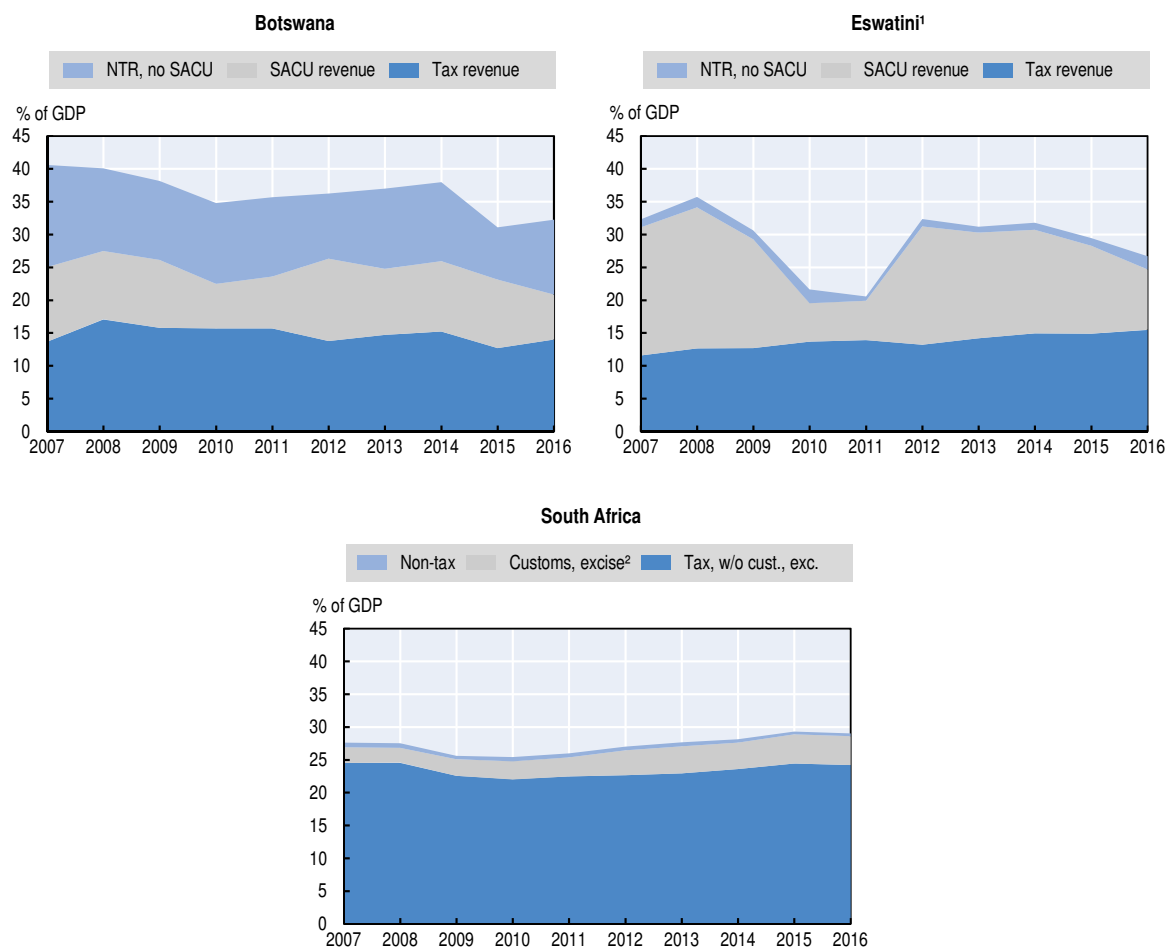 Botswana
NTR, no SACU SACU revenue Tax revenue
% of GDP
45
40
35
30
25
20
15
10
5
0
2007 2008 2009 2010 2011 2012 2013 2014 2015 2016
Eswatini¹
NTR, no SACU SACU revenue Tax revenue
% of GDP
45
40
35
30
25
20
15
10
5
0
2007 2008 2009 2010 2011 2012 2013 2014 2015 2016
South Africa
Non-tax Customs, excise² Tax, w/o cust., exc.
% of GDP
45
40
35
30
25
20
15
10
5
0
2007 2008 2009 2010 2011 2012 2013 2014 2015 2016